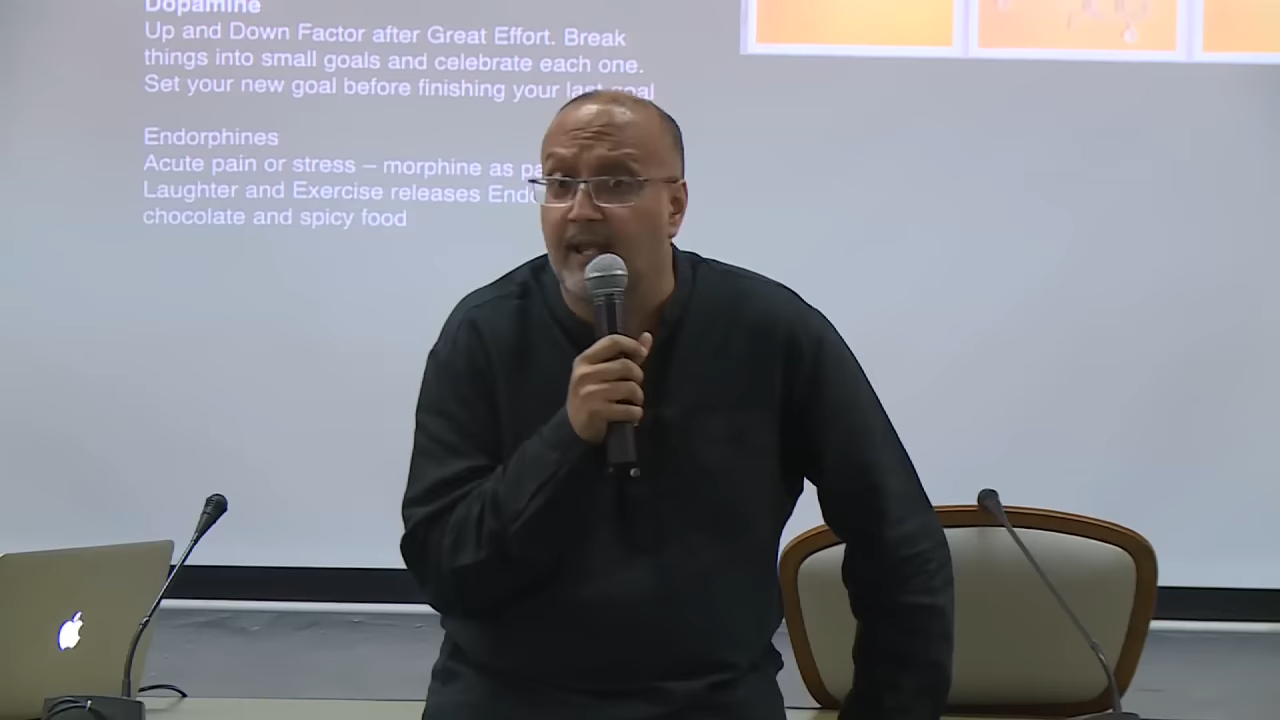 Dopamine
Up and Down Factor after Great Effort. Break
things into small goals and celebrate each one.
Set your new goal before finishing your last goal
Endorphines
Acute pain or stress – morphine as
Laughter and Exercise releases
chocolate and spicy food